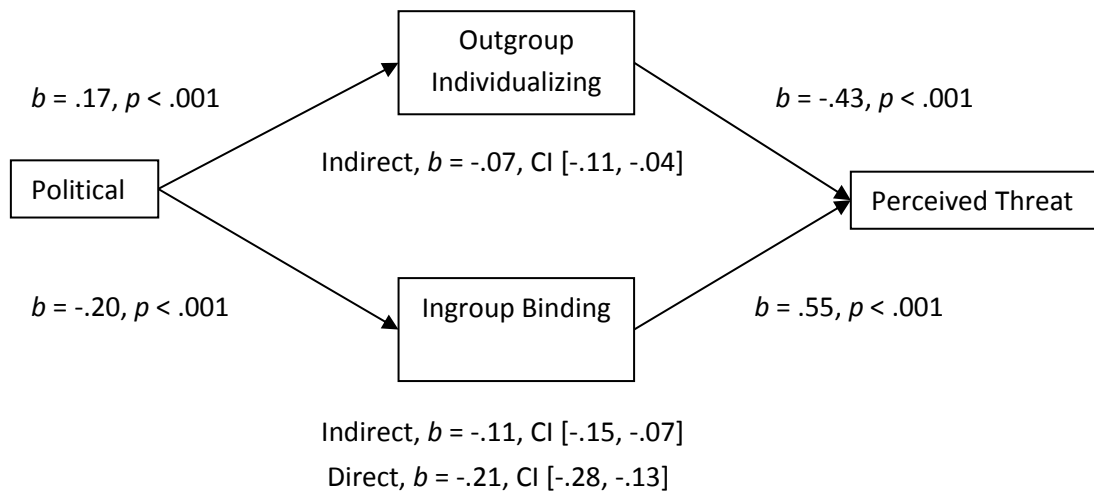 Outgroup
Individualizing
b = .17, p < .001
b = -.43, p < .001
Indirect, b = -.07, CI [-.11, -.04]
Political
Perceived Threat
b = -.20, p < .001
Ingroup Binding
b = .55, p < .001
Indirect, b = -.11, CI [-.15, -.07]
Direct, b = -.21, CI [-.28, -.13]